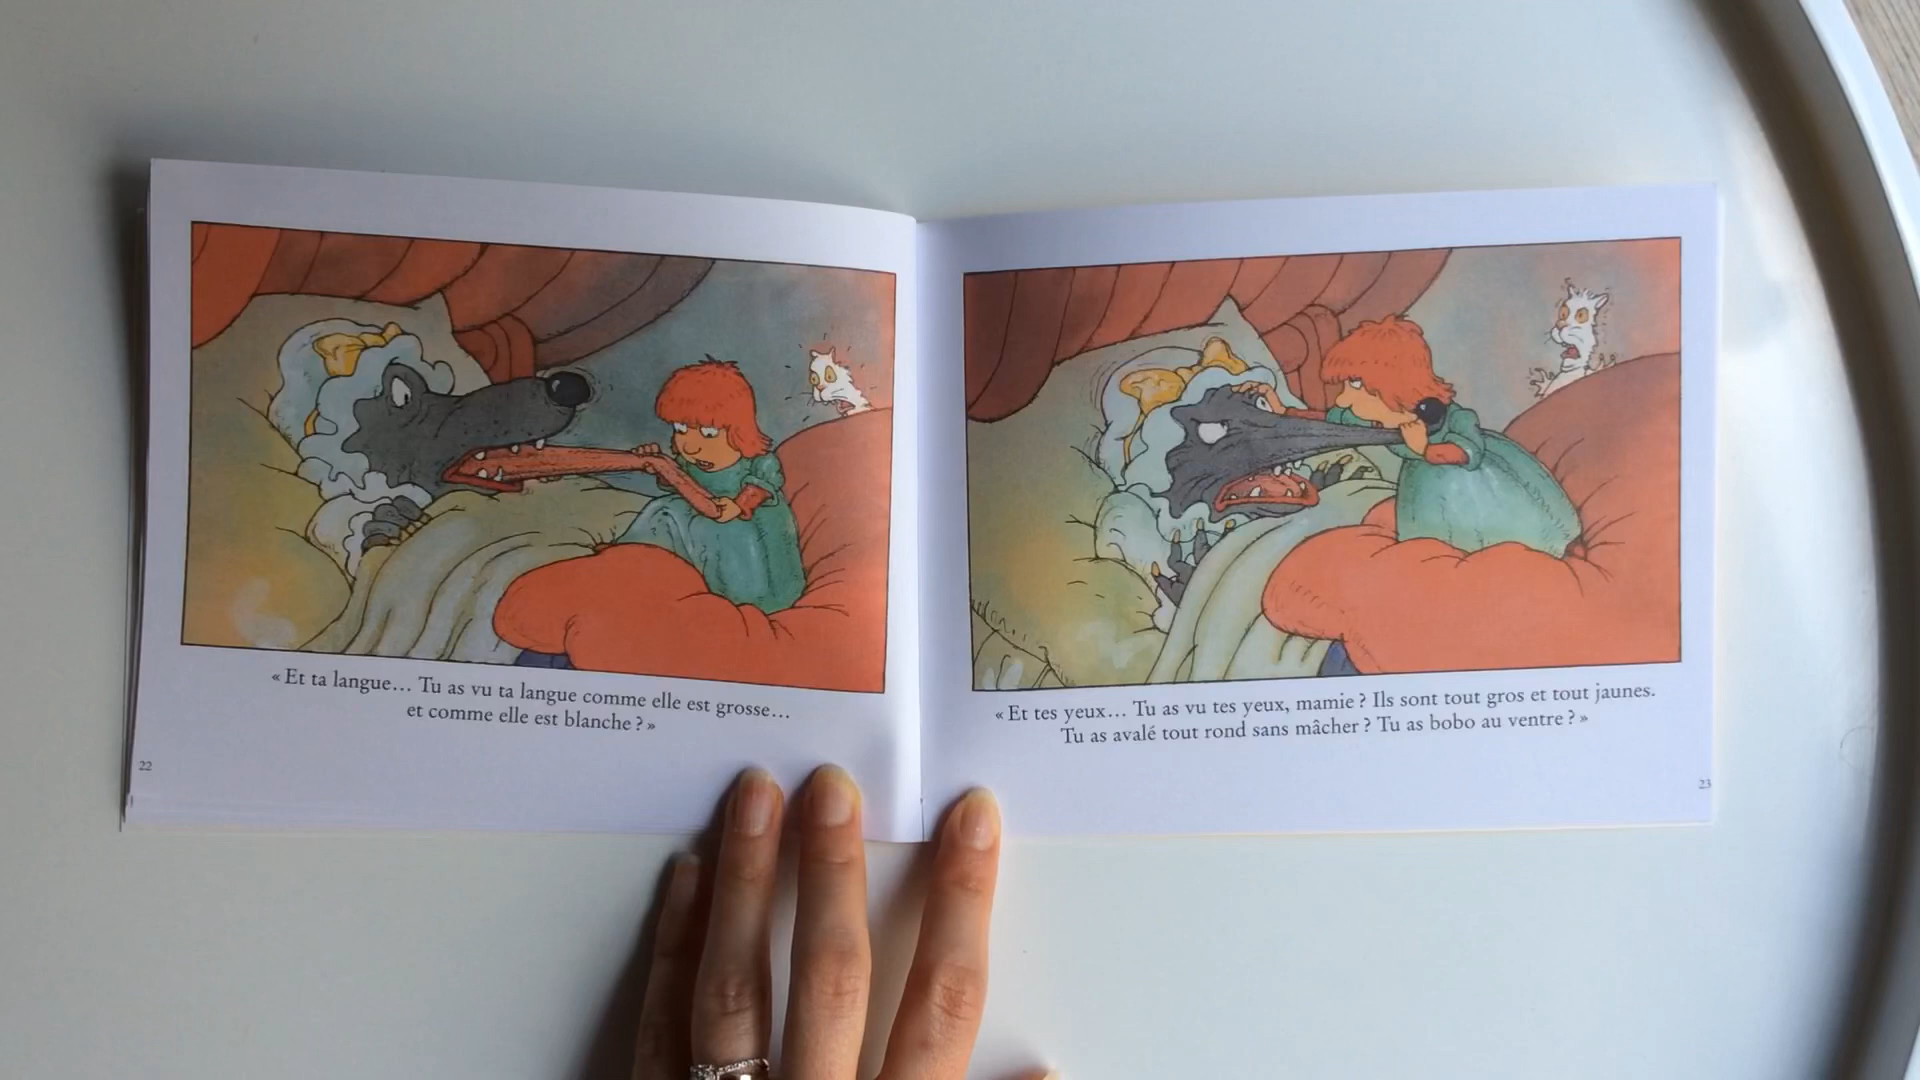 « Et ta langue… Tu as vu ta langue comme elle est grosse…
et comme elle est blanche ? »
22
« Et tes yeux… Tu as vu tes yeux, mamie ? Ils sont tout gros et tout jaunes.
Tu as avalé tout rond sans mâcher ? Tu as bobo au ventre ? »
23